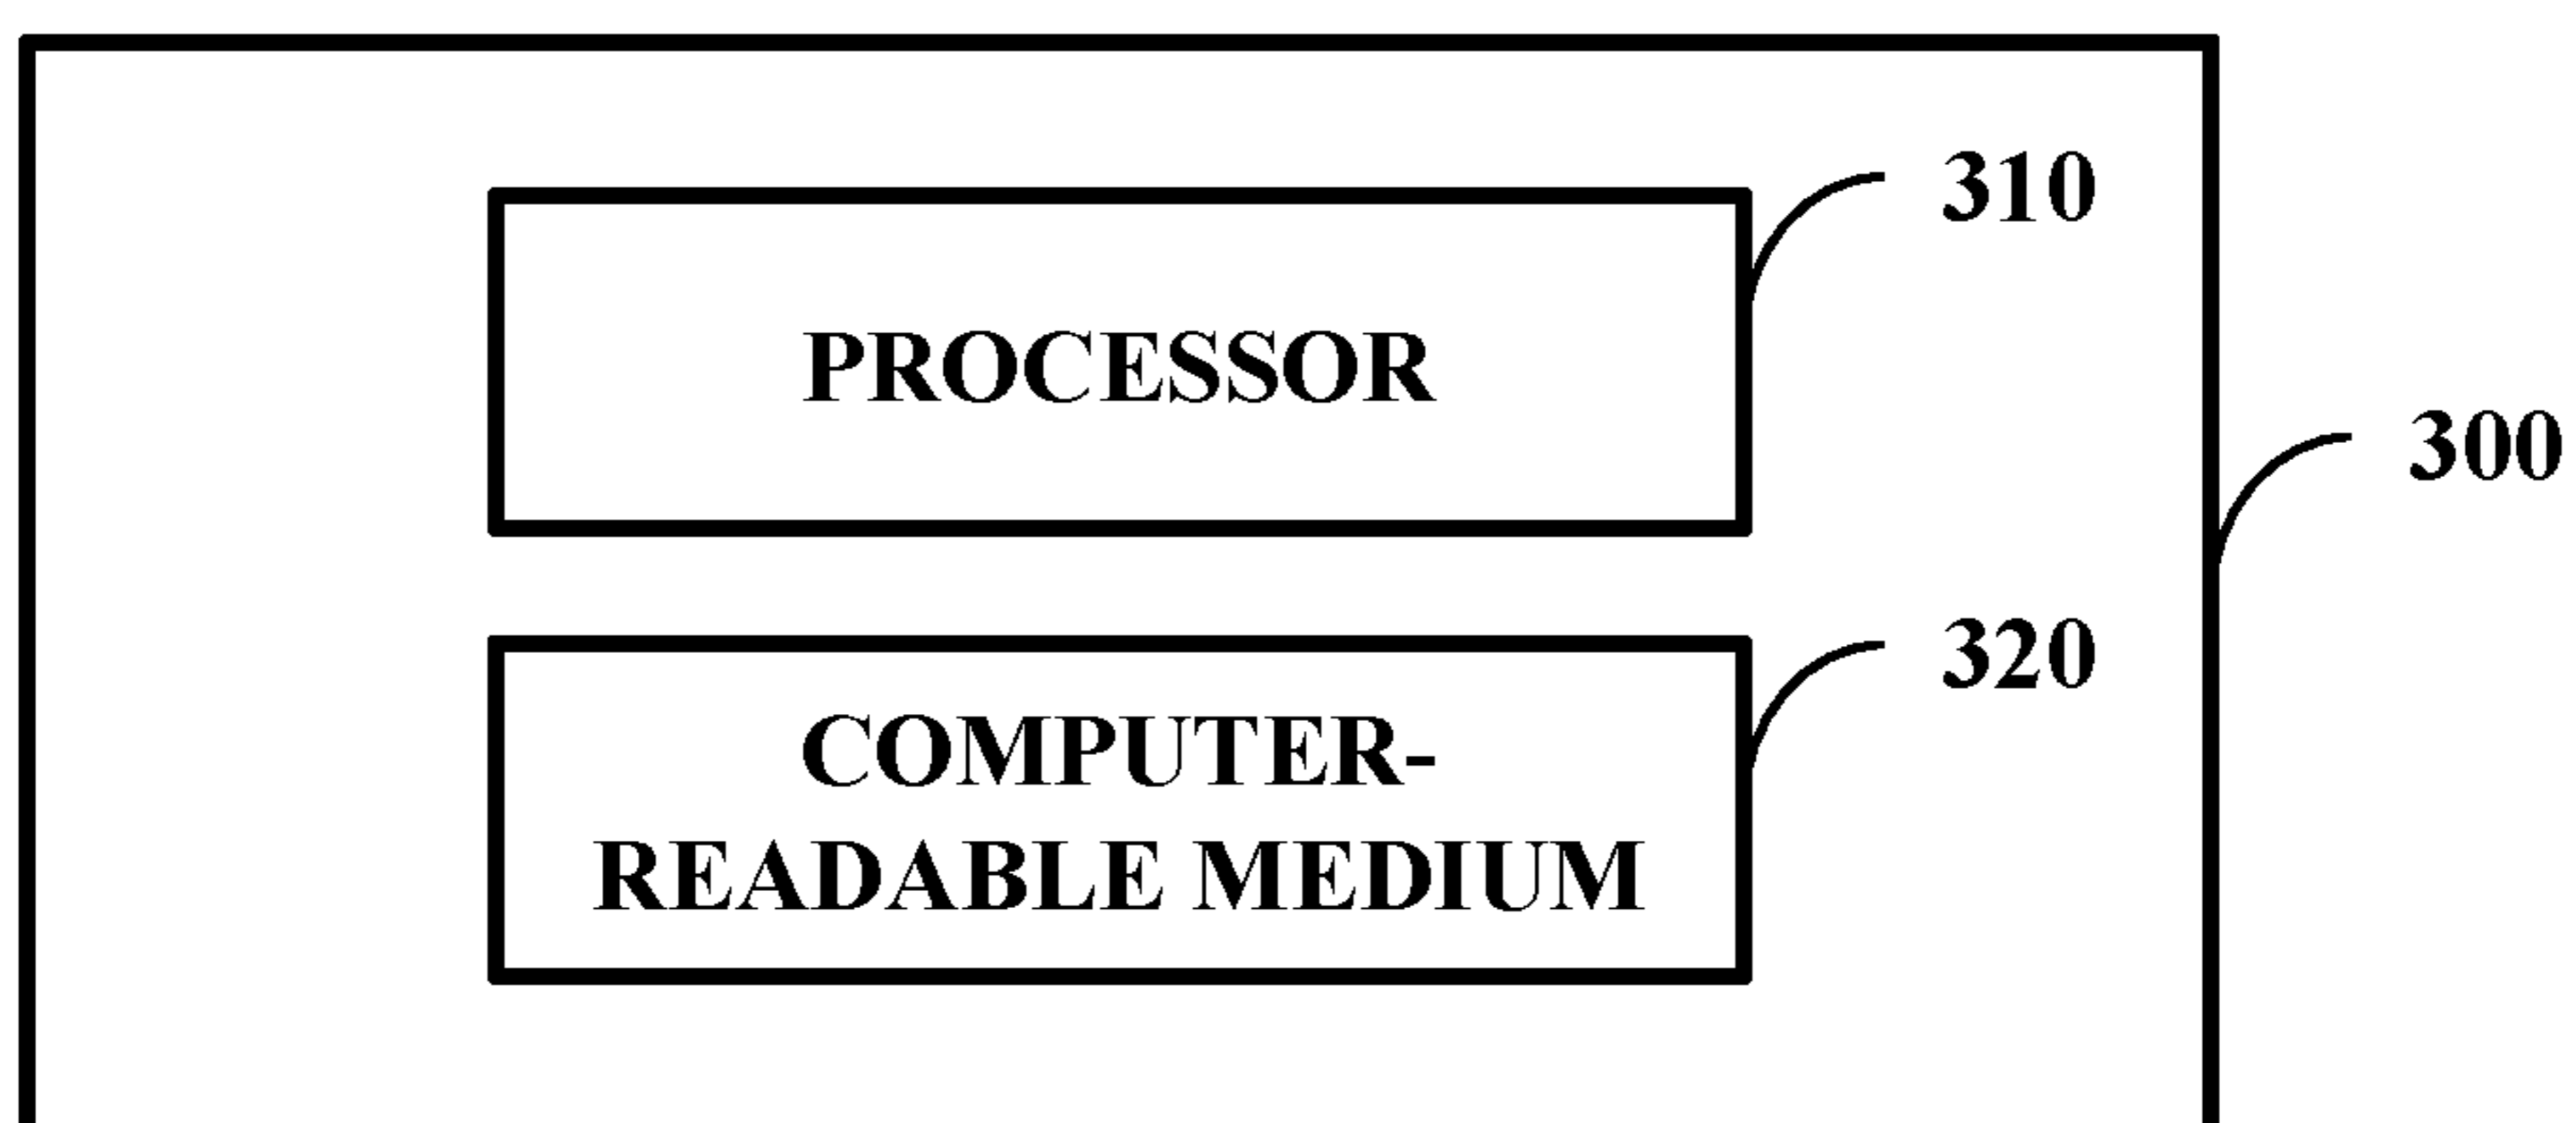 310
PROCESSOR
300
320
COMPUTER-
READABLE MEDIUM